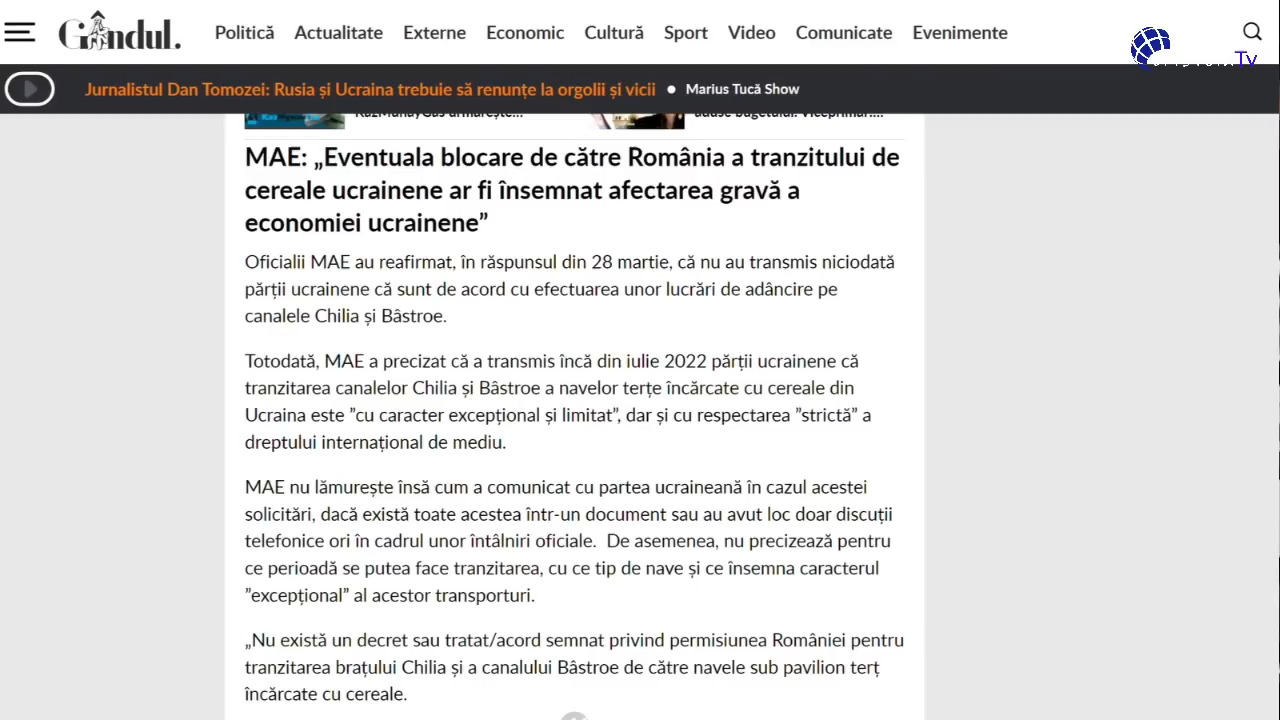 Gândul.
Politică Actualitate Externe Economic Cultură Sport Video Comunicate Evenimente
Tv
Jurnalistul Dan Tomozei: Rusia și Ucraina trebuie să renunțe la orgolii și vicii • Marius Tucă Show
MAE: „Eventuala blocare de către România a tranzitului de
cereale ucrainene ar fi însemnat afectarea gravă a
economiei ucrainene”
Oficialii MAE au reafirmat, în răspunsul din 28 martie, că nu au transmis niciodată
părții ucrainene că sunt de acord cu efectuarea unor lucrări de adâncire pe
canalele Chilia și Bâstroe.
Totodată, MAE a precizat că a transmis încă din iulie 2022 părții ucrainene că
tranzitarea canalelor Chilia și Bâstroe a navelor terțe încărcate cu cereale din
Ucraina este ”cu caracter excepțional și limitat”, dar și cu respectarea ”strictă” a
dreptului internațional de mediu.
MAE nu lămurește însă cum a comunicat cu partea ucraineană în cazul acestei
solicitări, dacă există toate acestea într-un document sau au avut loc doar discuții
telefonice ori în cadrul unor întâlniri oficiale.  De asemenea, nu precizează pentru
ce perioadă se putea face tranzitarea, cu ce tip de nave și ce însemna caracterul
”excepțional” al acestor transporturi.
„Nu există un decret sau tratat/acord semnat privind permisiunea României pentru
tranzitarea brațului Chilia și a canalului Bâstroe de către navele sub pavilion terț
încărcate cu cereale.